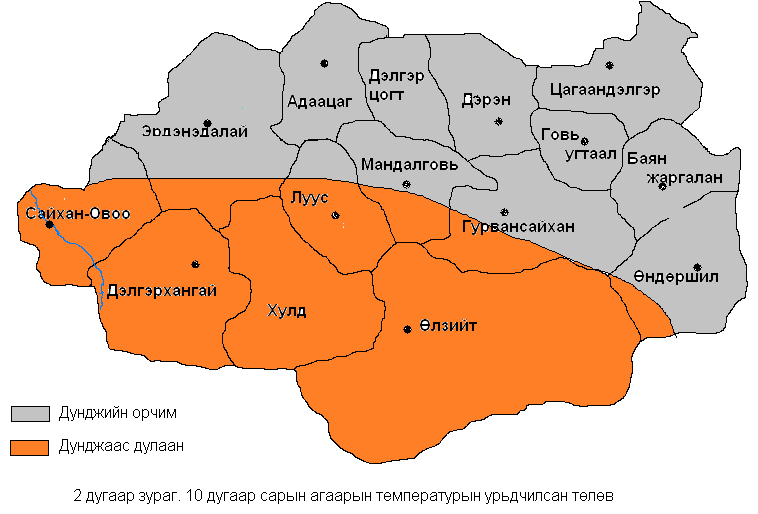 Дэлгэр
цогт
Адаацаг
Дэрэн
Цагаандэлгэр
Эрдэнэдалай
Говь
угтаал
Мандалговь
Баян
жаргалан
Луус
Сайхан-Овоо
Гурвансайхан
Өндөршил
Дэлгэрхангай
Хулд
Өлзийт
Дунджийн орчим
Дунджаас дулаан
2 дугаар зураг. 10 дугаар сарын агаарын температурын урьдчилсан төлөв